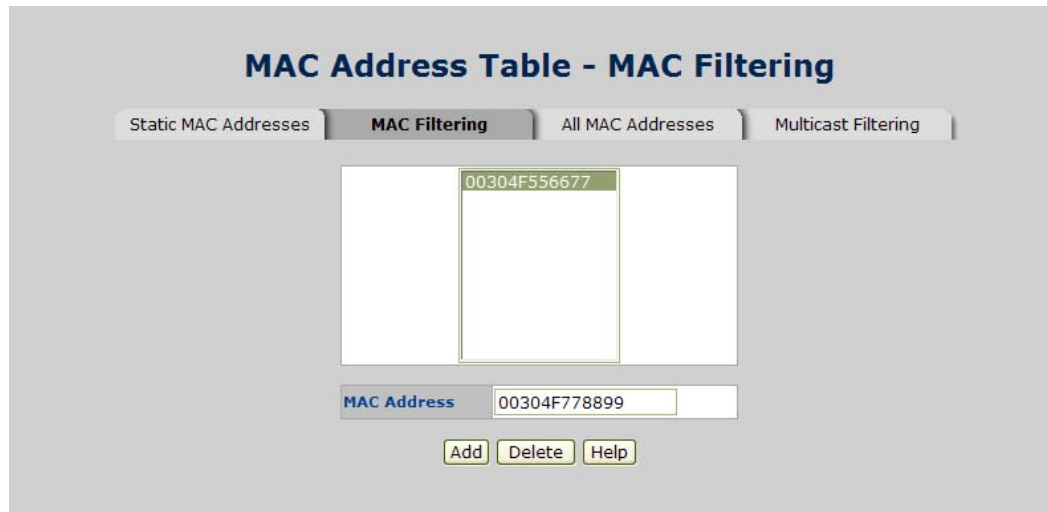 MAC Address Table - MAC Filtering
Static MAC Addresses MAC Filtering All MAC Addresses Multicast Filtering
00304F556677
MAC Address 00304F778899
Add Delete Help